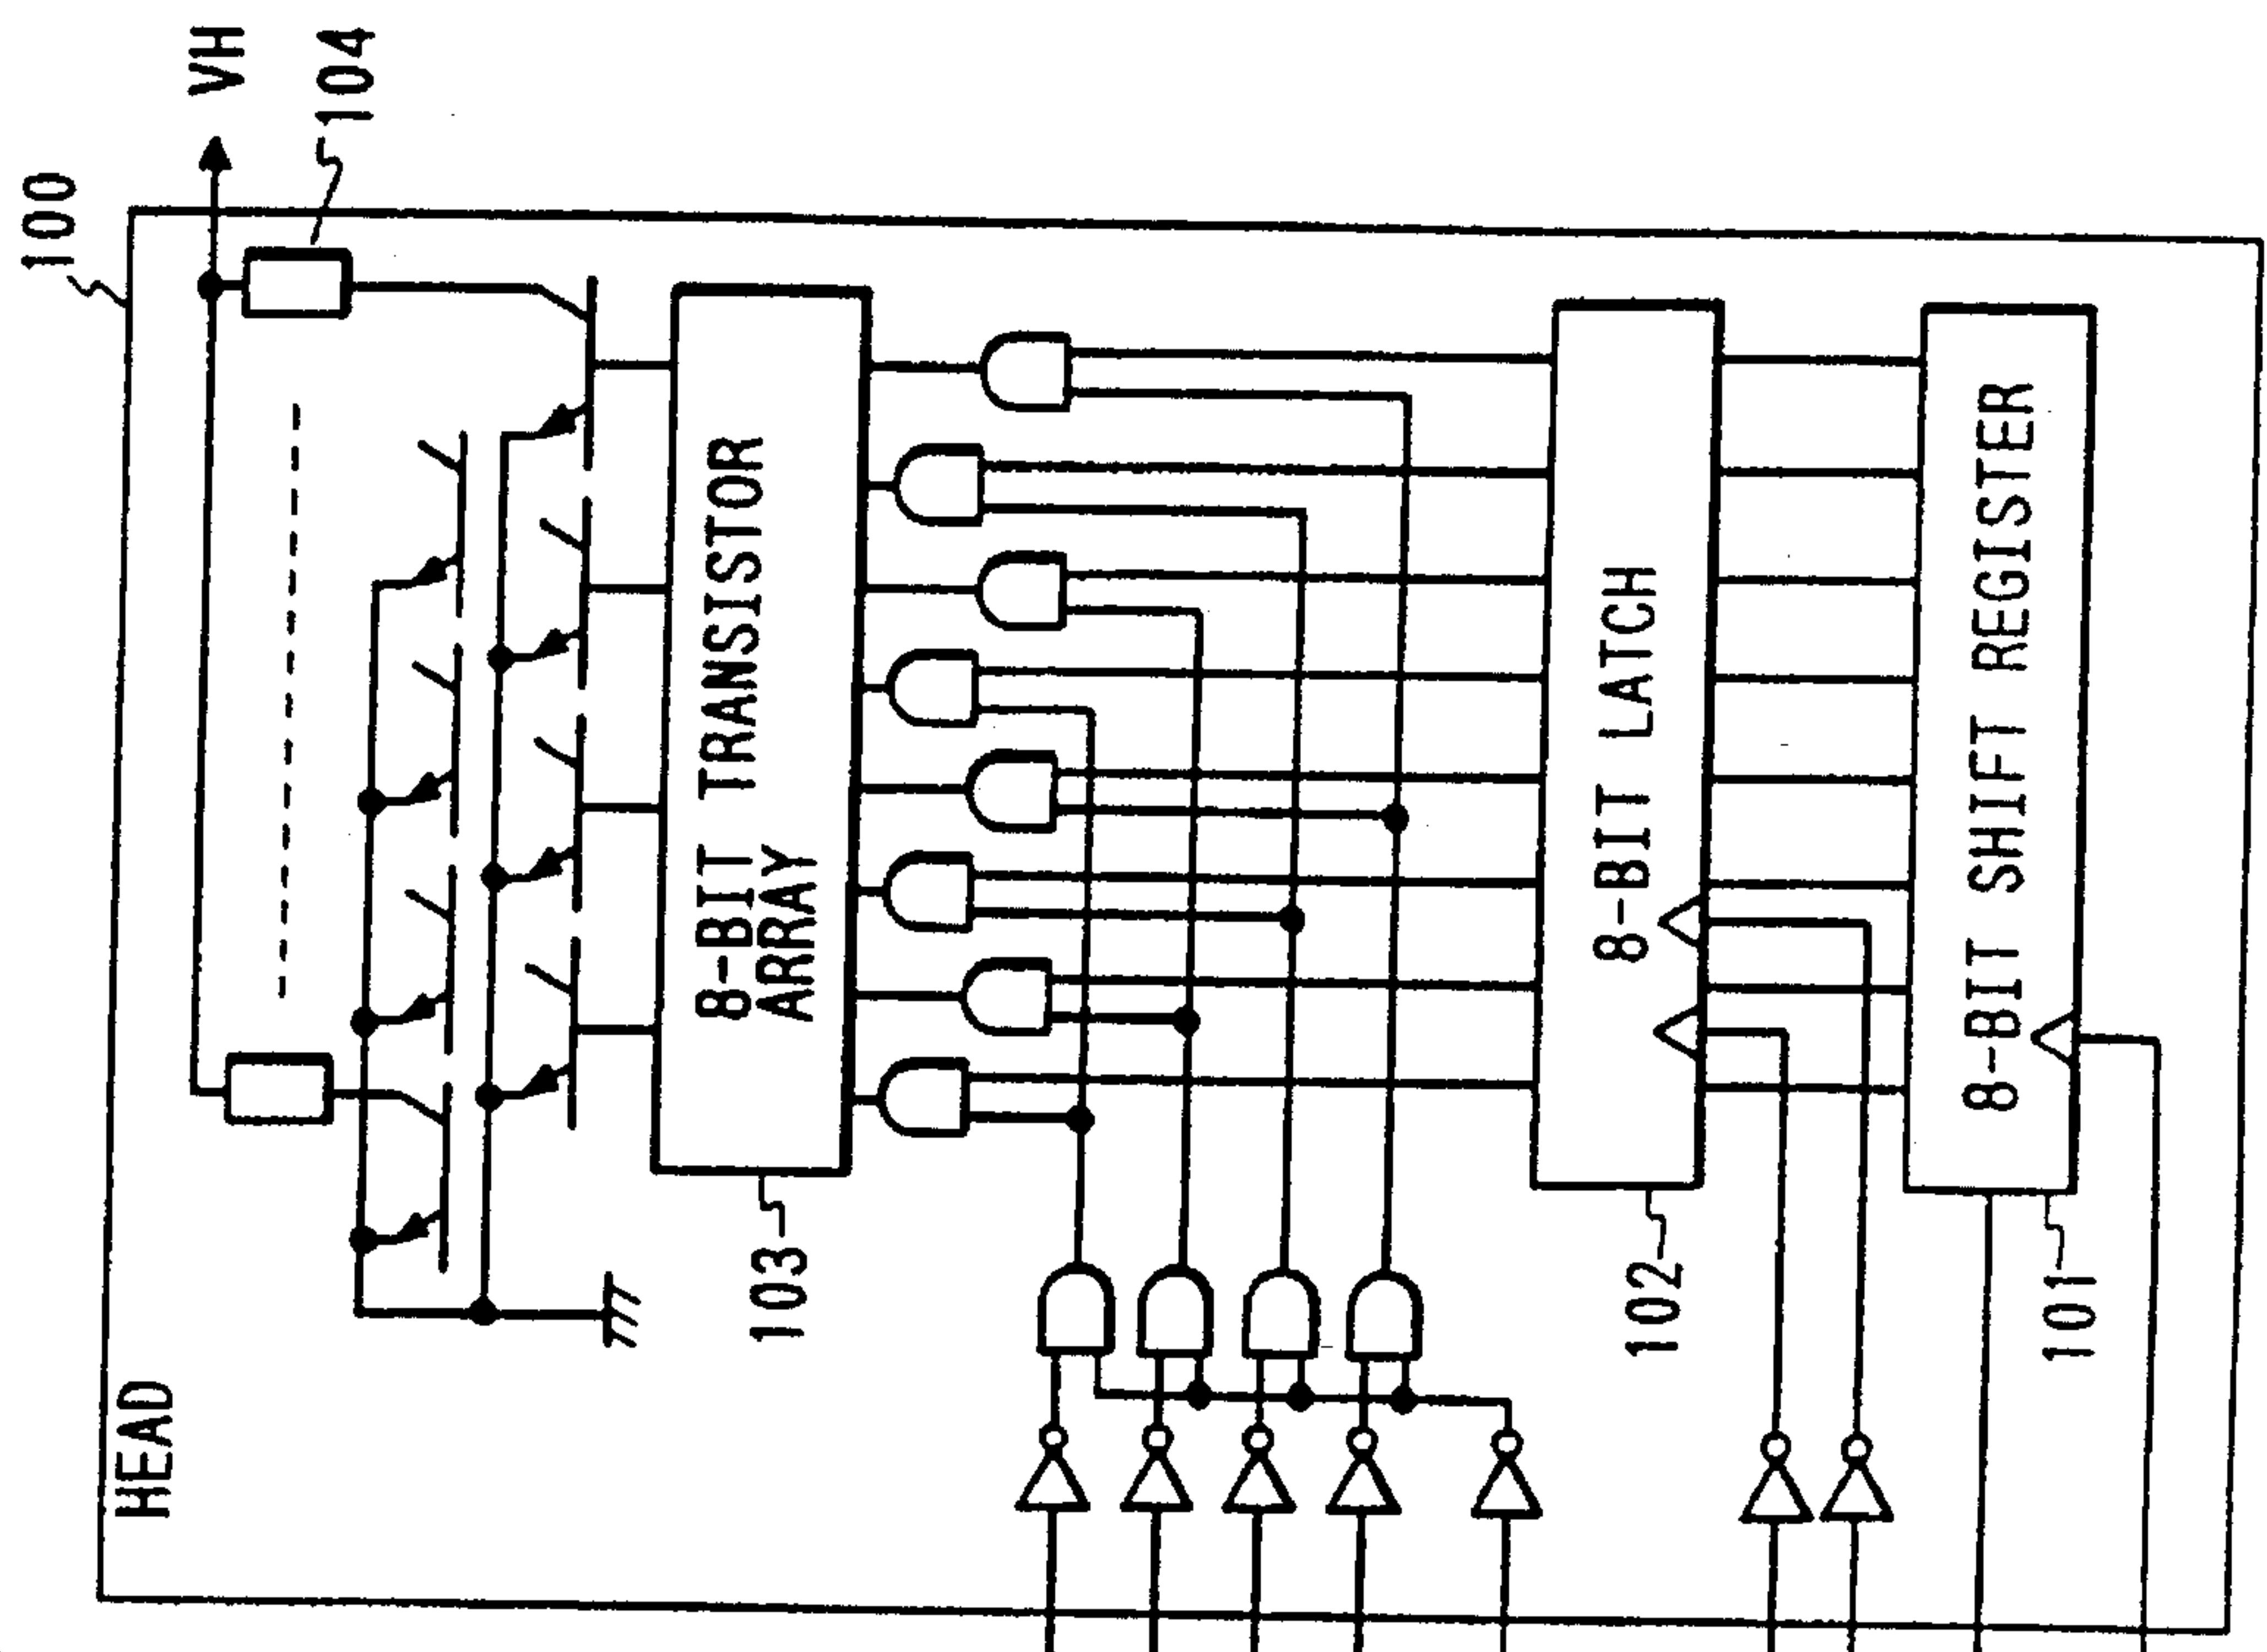 HEAD
100
VH
104
8-BIT TRANSISTOR
ARRAY
103
8-BIT LATCH
102
8-BIT SHIFT REGISTER
101